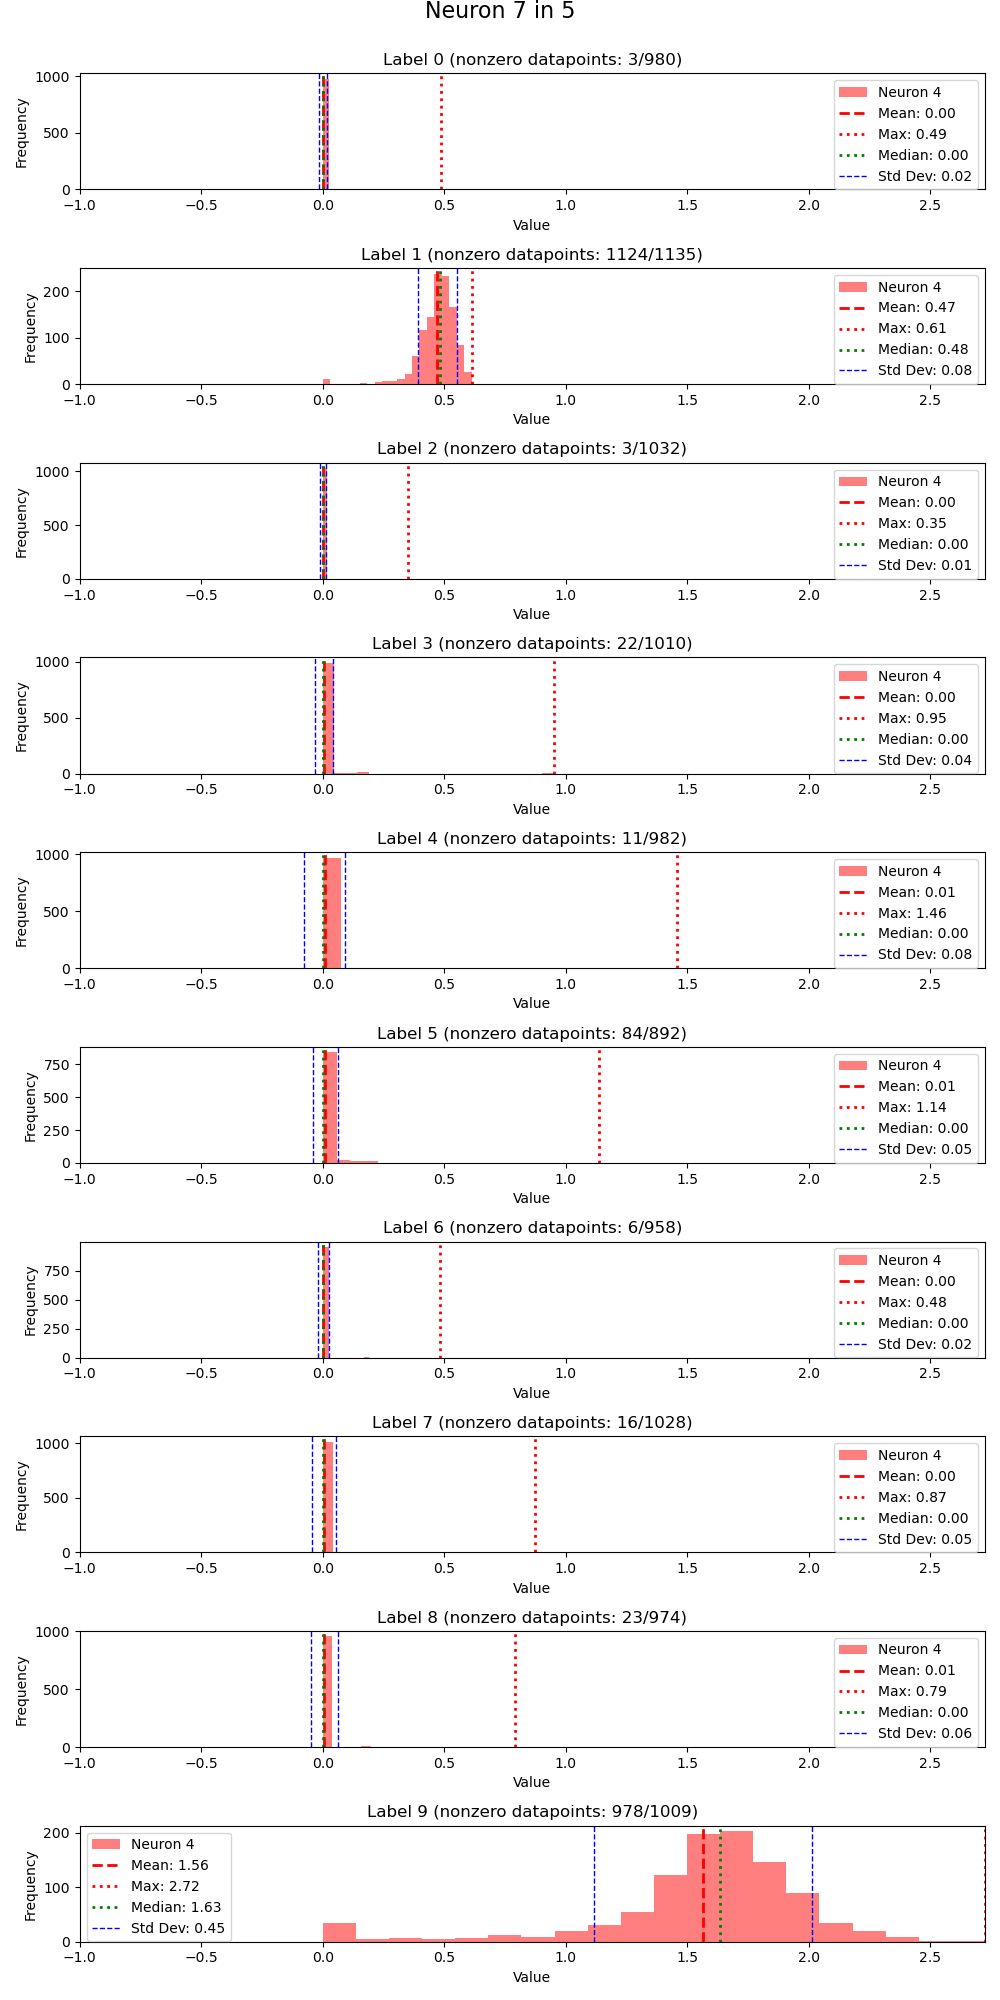 Neuron 7 in 5
Label 0 (nonzero datapoints: 3/980)
Frequency
1000
500
0
Neuron 4
Mean: 0.00
Max: 0.49
Median: 0.00
Std Dev: 0.02
−1.0 −0.5 0.0 0.5 1.0 1.5 2.0 2.5
Value
Label 1 (nonzero datapoints: 1124/1135)
Frequency
200
100
0
Neuron 4
Mean: 0.47
Max: 0.61
Median: 0.48
Std Dev: 0.08
−1.0 −0.5 0.0 0.5 1.0 1.5 2.0 2.5
Value
Label 2 (nonzero datapoints: 3/1032)
Frequency
1000
500
0
Neuron 4
Mean: 0.00
Max: 0.35
Median: 0.00
Std Dev: 0.01
−1.0 −0.5 0.0 0.5 1.0 1.5 2.0 2.5
Value
Label 3 (nonzero datapoints: 22/1010)
Frequency
1000
500
0
Neuron 4
Mean: 0.00
Max: 0.95
Median: 0.00
Std Dev: 0.04
−1.0 −0.5 0.0 0.5 1.0 1.5 2.0 2.5
Value
Label 4 (nonzero datapoints: 11/982)
Frequency
1000
500
0
Neuron 4
Mean: 0.01
Max: 1.46
Median: 0.00
Std Dev: 0.08
−1.0 −0.5 0.0 0.5 1.0 1.5 2.0 2.5
Value
Label 5 (nonzero datapoints: 84/892)
Frequency
750
500
250
0
Neuron 4
Mean: 0.01
Max: 1.14
Median: 0.00
Std Dev: 0.05
−1.0 −0.5 0.0 0.5 1.0 1.5 2.0 2.5
Value
Label 6 (nonzero datapoints: 6/958)
Frequency
750
500
250
0
Neuron 4
Mean: 0.00
Max: 0.48
Median: 0.00
Std Dev: 0.02
−1.0 −0.5 0.0 0.5 1.0 1.5 2.0 2.5
Value
Label 7 (nonzero datapoints: 16/1028)
Frequency
1000
500
0
Neuron 4
Mean: 0.00
Max: 0.87
Median: 0.00
Std Dev: 0.05
−1.0 −0.5 0.0 0.5 1.0 1.5 2.0 2.5
Value
Label 8 (nonzero datapoints: 23/974)
Frequency
1000
500
0
Neuron 4
Mean: 0.01
Max: 0.79
Median: 0.00
Std Dev: 0.06
−1.0 −0.5 0.0 0.5 1.0 1.5 2.0 2.5
Value
Label 9 (nonzero datapoints: 978/1009)
Frequency
200
100
0
Neuron 4
Mean: 1.56
Max: 2.72
Median: 1.63
Std Dev: 0.45
−1.0 −0.5 0.0 0.5 1.0 1.5 2.0 2.5
Value